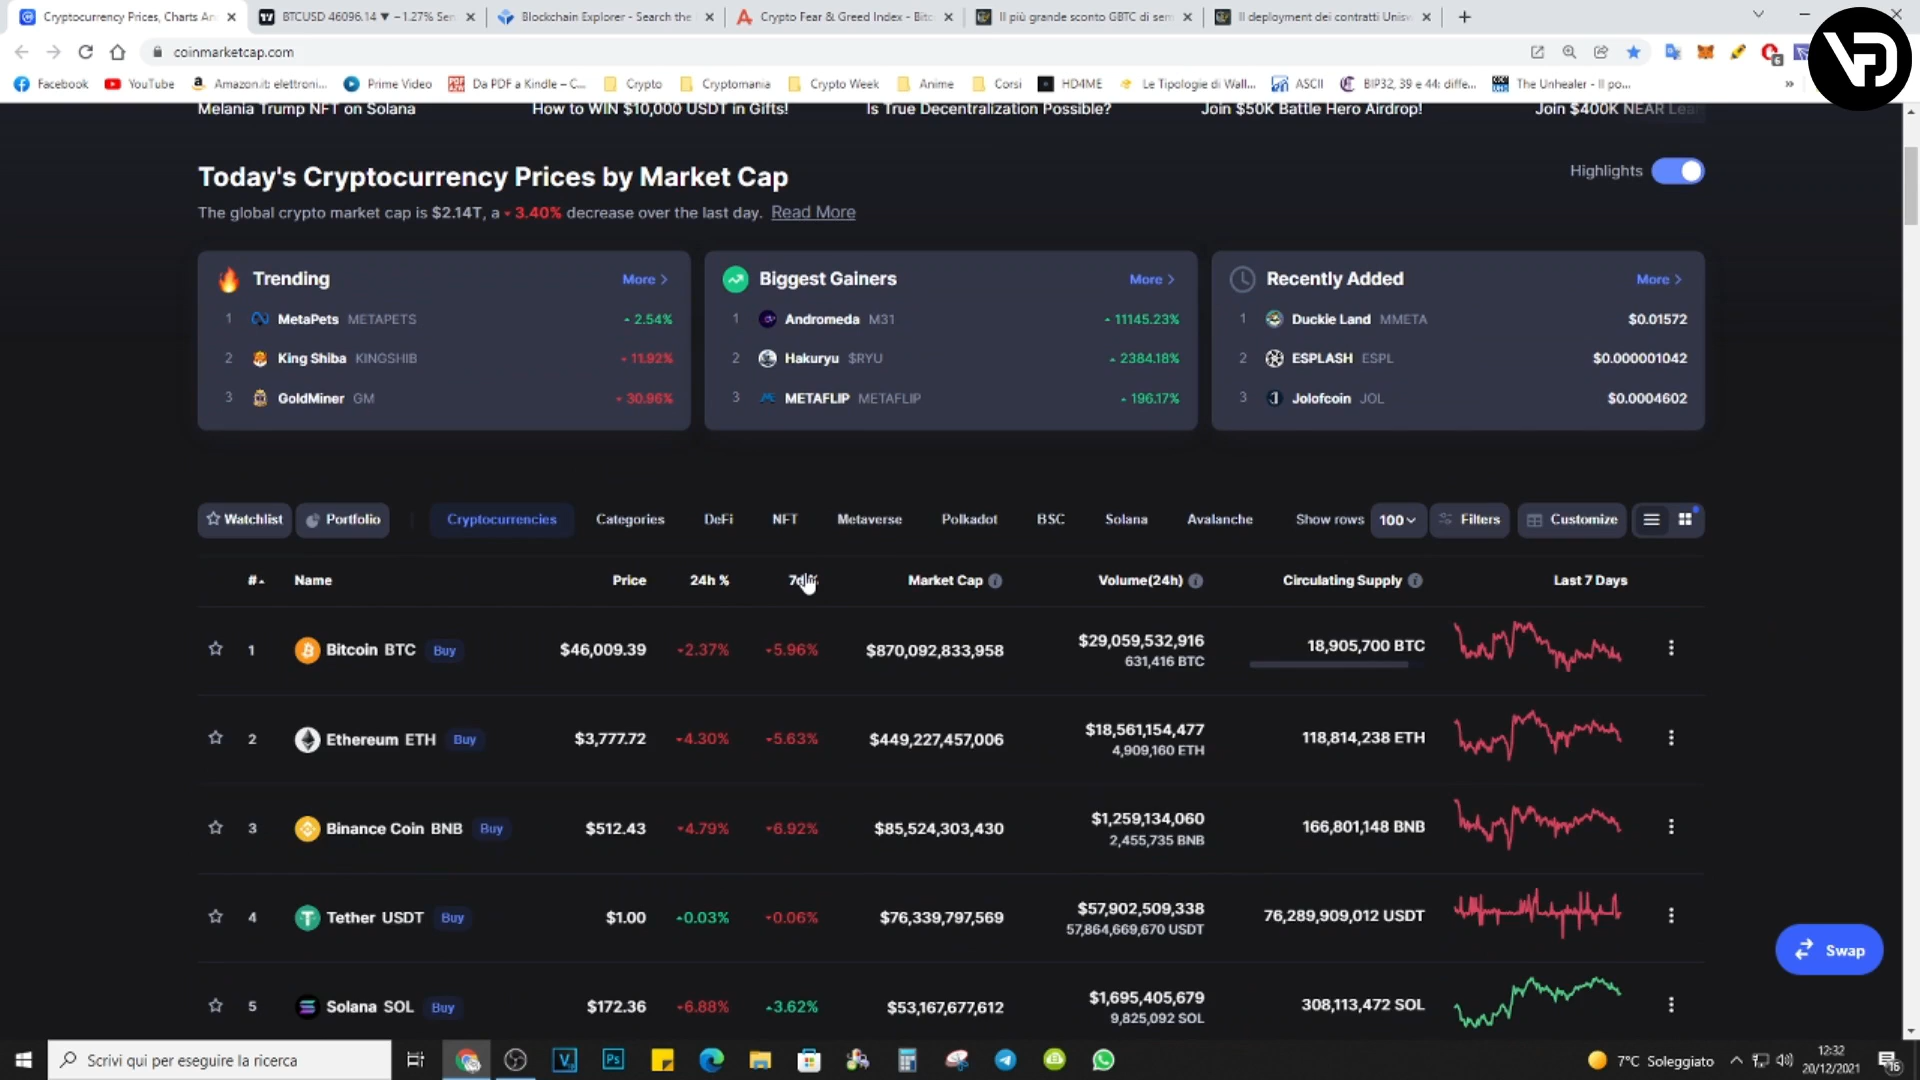 Cryptocurrency Prices, Charts An
BTCUSD 46096.14 ▼ −1.27% Sen
Blockchain Explorer - Search the
Crypto Fear & Greed Index - Bitc
Il più grande sconto GBTC di sem
Il deployment dei contratti Unisw
coinmarketcap.com
Facebook YouTube Amazon.it: elettroni... Prime Video Da PDF a Kindle – C... Crypto Cryptomania Crypto Week Anime Corsi HD4ME Le Tipologie di Wall... ASCII BIP32, 39 e 44: diffe... The Unhealer - Il po...
Melania Trump NFT on Solana How to WIN $10,000 USDT in Gifts! Is True Decentralization Possible? Join $50K Battle Hero Airdrop! Join $400K NEAR Lear
Today's Cryptocurrency Prices by Market Cap
Highlights
The global crypto market cap is $2.14T, a 3.40% decrease over the last day. Read More
Trending More >
1 MetaPets METAPETS 2.54%
2 King Shiba KINGSHIB 11.92%
3 GoldMiner GM 30.96%
Biggest Gainers More >
1 Andromeda M31 11145.23%
2 Hakuryu $RYU 2384.18%
3 METAFLIP METAFLIP 196.17%
Recently Added More >
1 Duckie Land MMETA $0.01572
2 ESPLASH ESPL $0.000001042
3 Jolofcoin JOL $0.0004602
Watchlist Portfolio Cryptocurrencies Categories DeFi NFT Metaverse Polkadot BSC Solana Avalanche Show rows 100 Filters Customize
# Name Price 24h % Market Cap Volume(24h) Circulating Supply Last 7 Days
1 Bitcoin BTC Buy $46,009.39 2.37% 5.96% $870,092,833,958 $29,059,532,916 18,905,700 BTC
631,416 BTC
2 Ethereum ETH Buy $3,777.72 4.30% 5.63% $449,227,457,006 $18,561,154,477 118,814,238 ETH
4,909,160 ETH
3 Binance Coin BNB Buy $512.43 4.79% 6.92% $85,524,303,430 $1,259,134,060 166,801,148 BNB
2,455,735 BNB
4 Tether USDT Buy $1.00 0.03% 0.06% $76,339,797,569 $57,902,509,338 76,289,909,012 USDT
57,864,669,670 USDT
5 Solana SOL Buy $172.36 6.88% 3.62% $53,167,677,612 $1,695,405,679 308,113,472 SOL
9,825,092 SOL
Swap
Scrivi qui per eseguire la ricerca
7°C Soleggiato
12:32
20/12/2021
16